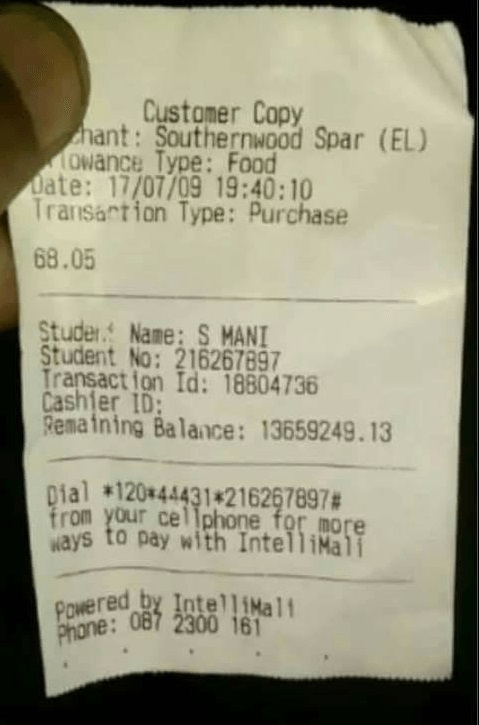 Customer Copy
chant: Southernwood Spar (EL)
lowance Type: Food
Date: 17/07/09 19:40:10
Transaction Type: Purchase
68.05
Student Name: S MANI
Student No: 216267897
Transaction Id: 18804736
Cashier ID:
Remaining Balance: 13659249.13
Dial *120*44431*216267897#
from your cellphone for more
ways to pay with IntelliMali
Powered by IntelliMali
Phone: 087 2300 161